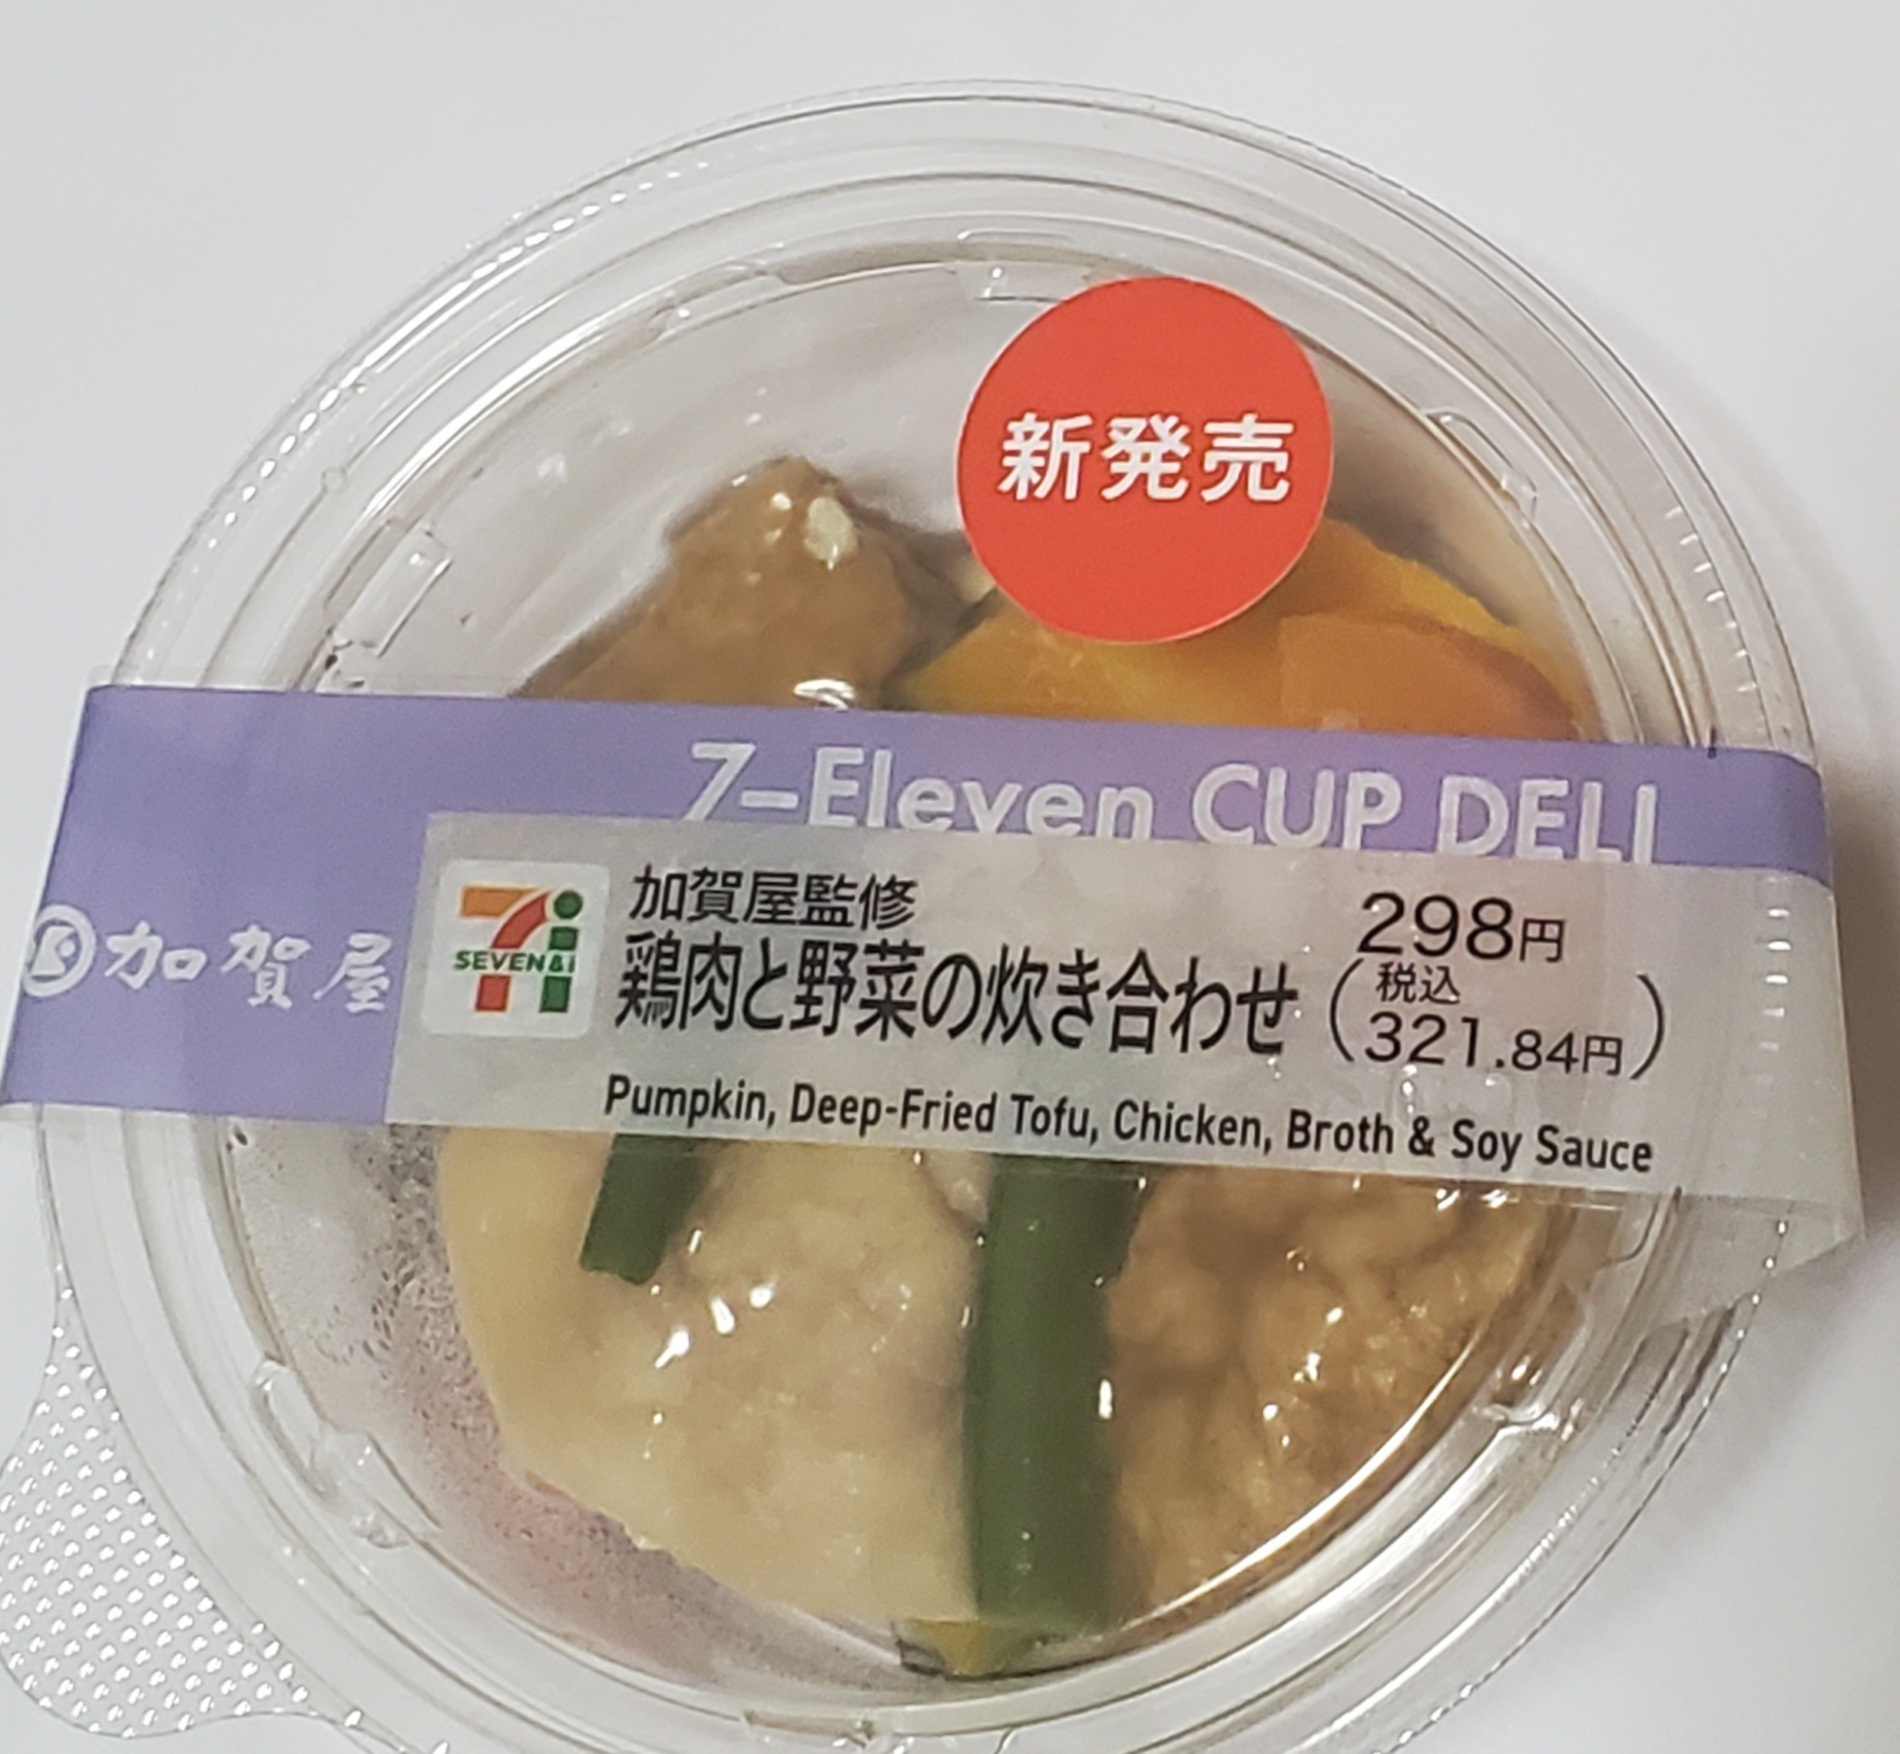 新発売
7-Eleven CUP DELI
加賀屋
SEVEN&i
加賀屋監修
鶏肉と野菜の炊き合わせ
298円
(税込
321.84円)
Pumpkin, Deep-Fried Tofu, Chicken, Broth & Soy Sauce